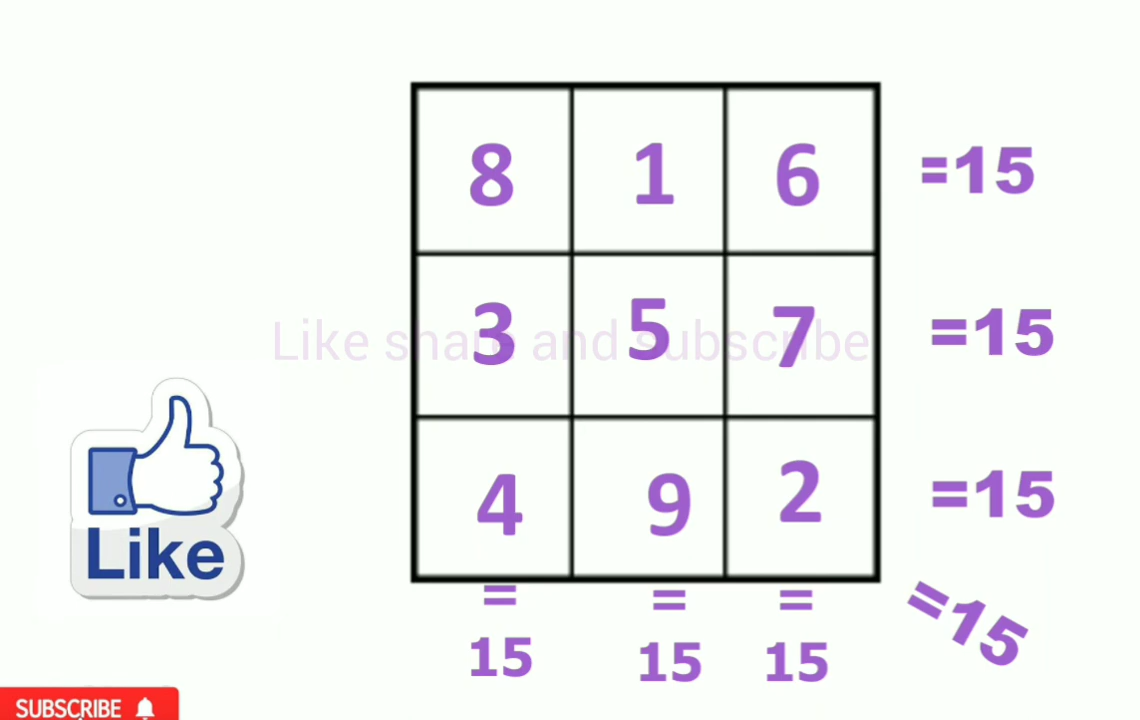 8 1 6 =15
3 5 7 =15
Like share and subscribe
4 9 2 =15
Like
= = = =15
15 15 15
SUBSCRIBE